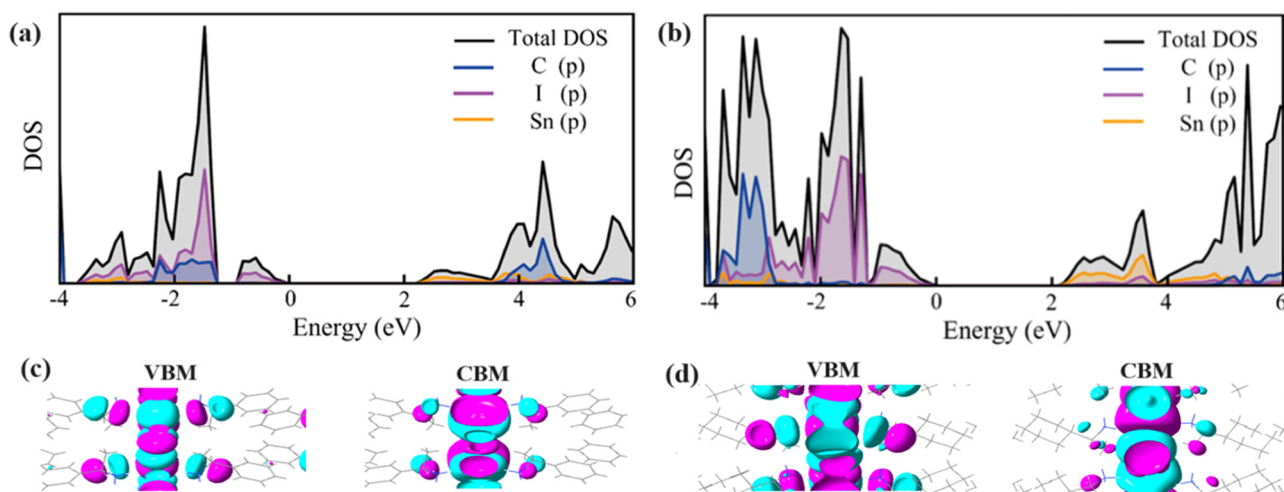 (a)
Total DOS
C (p)
I (p)
Sn (p)
DOS
-4 -2 0 2 4 6
Energy (eV)
(b)
Total DOS
C (p)
I (p)
Sn (p)
DOS
-4 -2 0 2 4 6
Energy (eV)
(c)
VBM
CBM
(d)
VBM
CBM